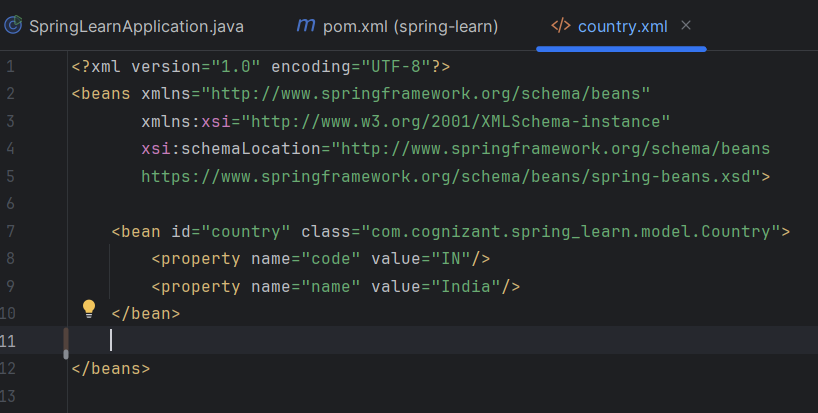 SpringLearnApplication.java
pom.xml (spring-learn)
country.xml
1 <?xml version="1.0" encoding="UTF-8"?>
2 <beans xmlns="http://www.springframework.org/schema/beans"
3 xmlns:xsi="http://www.w3.org/2001/XMLSchema-instance"
4 xsi:schemaLocation="http://www.springframework.org/schema/beans
5 https://www.springframework.org/schema/beans/spring-beans.xsd">
6
7 <bean id="country" class="com.cognizant.spring_learn.model.Country">
8 <property name="code" value="IN"/>
9 <property name="name" value="India"/>
10 </bean>
11
12 </beans>
13